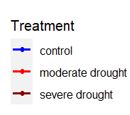 Treatment
control
moderate drought
severe drought